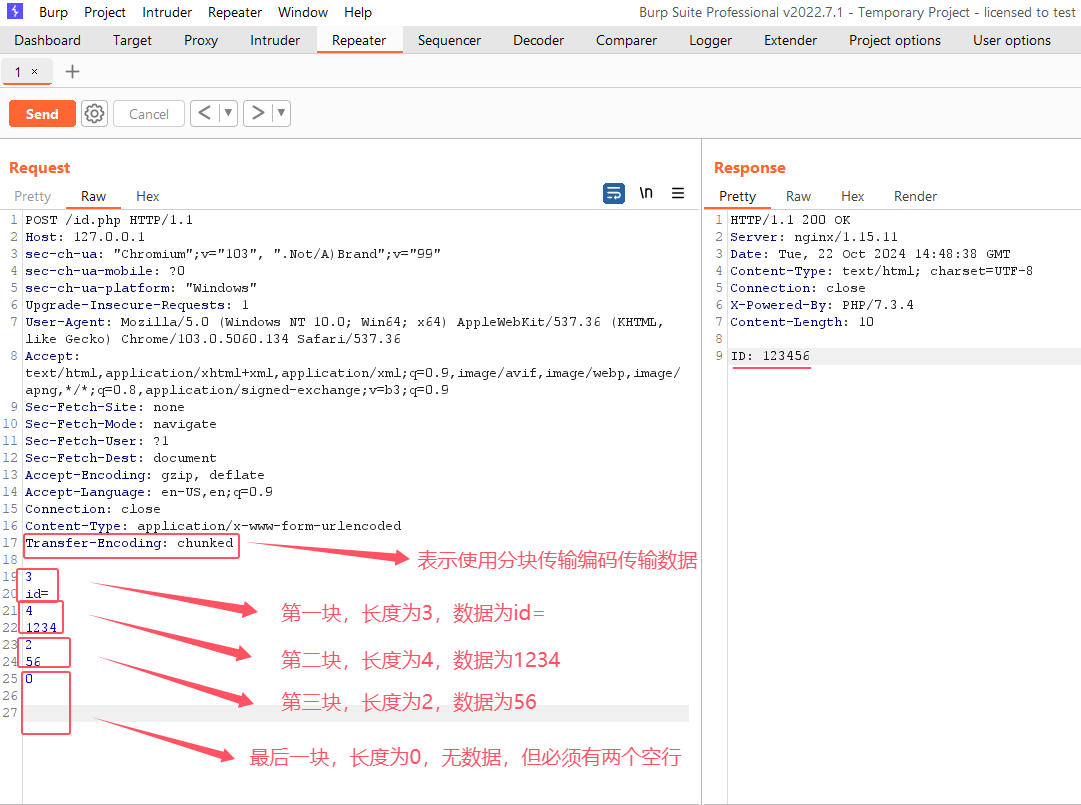 Burp Project Intruder Repeater Window Help Burp Suite Professional v2022.7.1 - Temporary Project - licensed to test
Dashboard Target Proxy Intruder Repeater Sequencer Decoder Comparer Logger Extender Project options User options
1 × +
Send Cancel < ▼ > ▼
Request
Pretty Raw Hex \n ≡
1 POST /id.php HTTP/1.1
2 Host: 127.0.0.1
3 sec-ch-ua: "Chromium";v="103", ".Not/A)Brand";v="99"
4 sec-ch-ua-mobile: ?0
5 sec-ch-ua-platform: "Windows"
6 Upgrade-Insecure-Requests: 1
7 User-Agent: Mozilla/5.0 (Windows NT 10.0; Win64; x64) AppleWebKit/537.36 (KHTML,
like Gecko) Chrome/103.0.5060.134 Safari/537.36
8 Accept:
text/html,application/xhtml+xml,application/xml;q=0.9,image/avif,image/webp,image/
apng,*/*;q=0.8,application/signed-exchange;v=b3;q=0.9
9 Sec-Fetch-Site: none
10 Sec-Fetch-Mode: navigate
11 Sec-Fetch-User: ?1
12 Sec-Fetch-Dest: document
13 Accept-Encoding: gzip, deflate
14 Accept-Language: en-US,en;q=0.9
15 Connection: close
16 Content-Type: application/x-www-form-urlencoded
17 Transfer-Encoding: chunked
18
表示使用分块传输编码传输数据
19 3
20 id=
第一块，长度为3，数据为id=
21 4
22 1234
第二块，长度为4，数据为1234
23 2
24 56
第三块，长度为2，数据为56
25 0
26
27
最后一块，长度为0，无数据，但必须有两个空行
Response
Pretty Raw Hex Render
1 HTTP/1.1 200 OK
2 Server: nginx/1.15.11
3 Date: Tue, 22 Oct 2024 14:48:38 GMT
4 Content-Type: text/html; charset=UTF-8
5 Connection: close
6 X-Powered-By: PHP/7.3.4
7 Content-Length: 10
8
9 ID: 123456